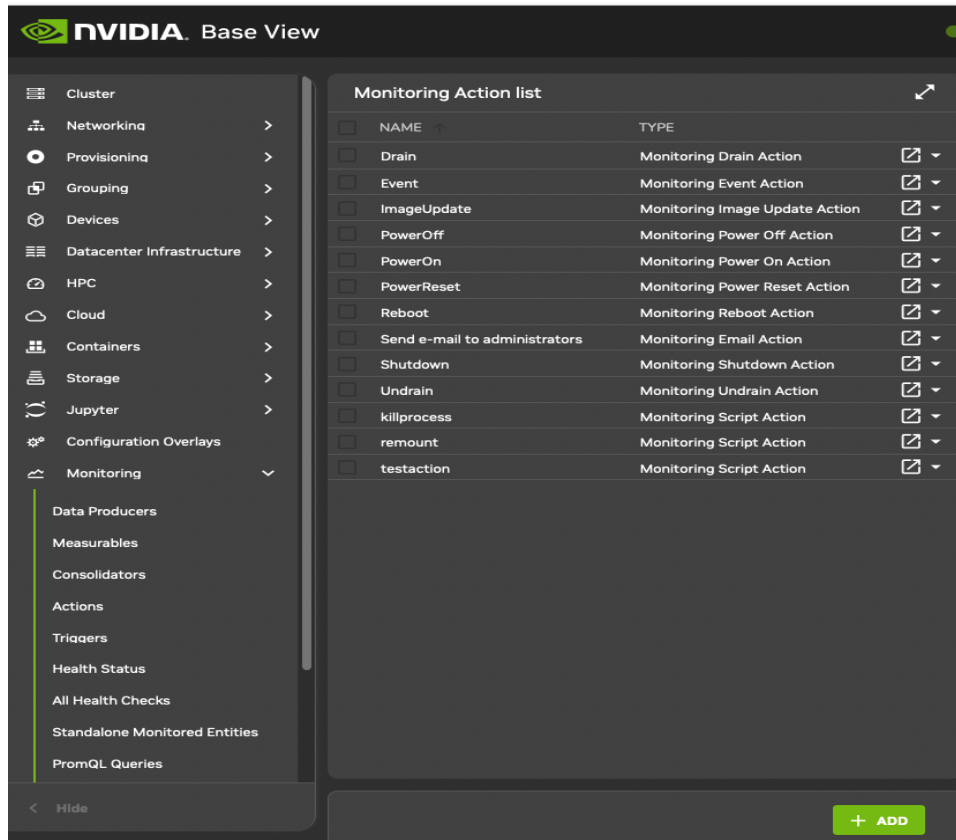 NVIDIA. Base View
Cluster
Networking
Provisioning
Grouping
Devices
Datacenter Infrastructure
HPC
Cloud
Containers
Storage
Jupyter
Configuration Overlays
Monitoring
Data Producers
Measurables
Consolidators
Actions
Triggers
Health Status
All Health Checks
Standalone Monitored Entities
PromQL Queries
Hide
Monitoring Action list
NAME TYPE
Drain Monitoring Drain Action
Event Monitoring Event Action
ImageUpdate Monitoring Image Update Action
PowerOff Monitoring Power Off Action
PowerOn Monitoring Power On Action
PowerReset Monitoring Power Reset Action
Reboot Monitoring Reboot Action
Send e-mail to administrators Monitoring Email Action
Shutdown Monitoring Shutdown Action
Undrain Monitoring Undrain Action
killprocess Monitoring Script Action
remount Monitoring Script Action
testaction Monitoring Script Action
+ ADD